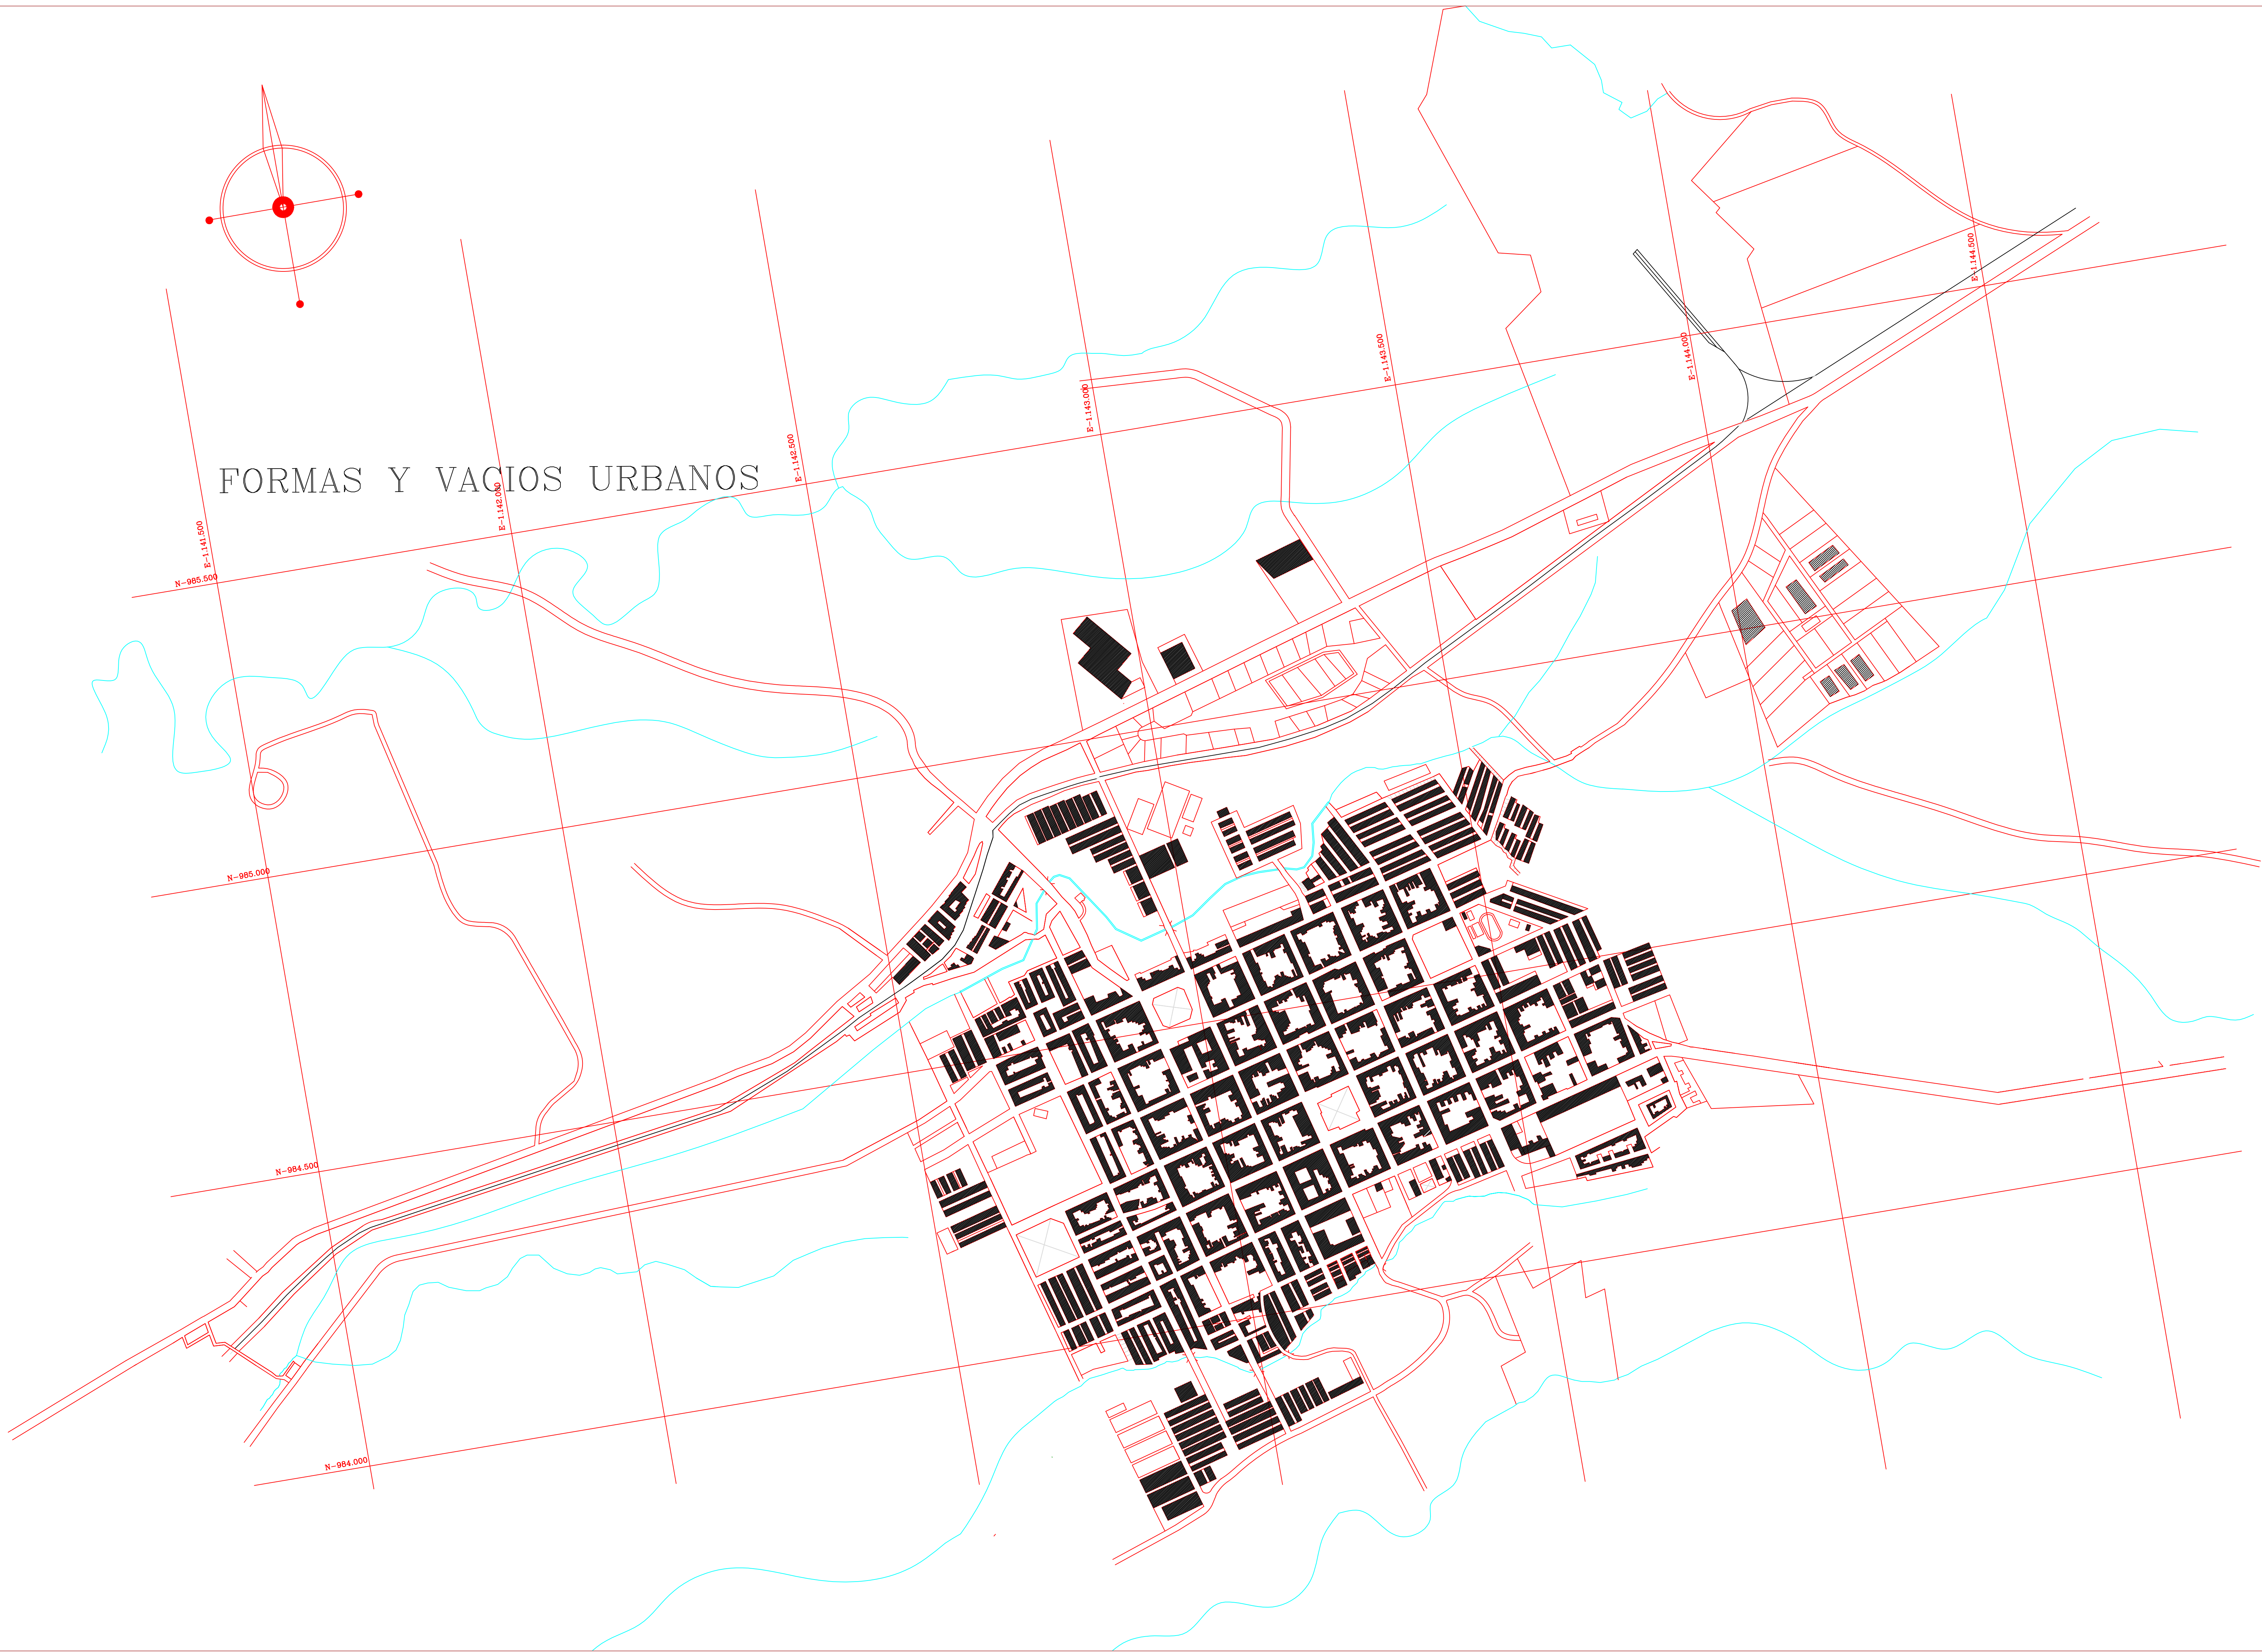 FORMAS Y VACIOS URBANOS
E-1.141.500
E-1.142.000
E-1.142.500
E-1.143.000
E-1.143.500
E-1.144.000
E-1.144.500
N-985.500
N-985.000
N-984.500
N-984.000